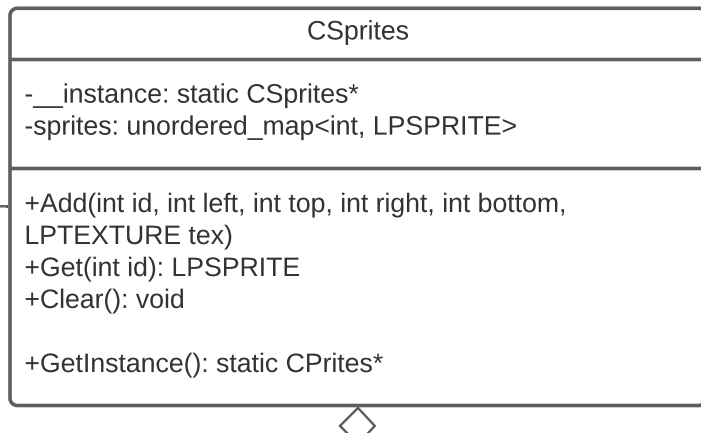 CSprites
-__instance: static CSprites*
-sprites: unordered_map<int, LPSPRITE>
+Add(int id, int left, int top, int right, int bottom,
LPTEXTURE tex)
+Get(int id): LPSPRITE
+Clear(): void
+GetInstance(): static CPrites*